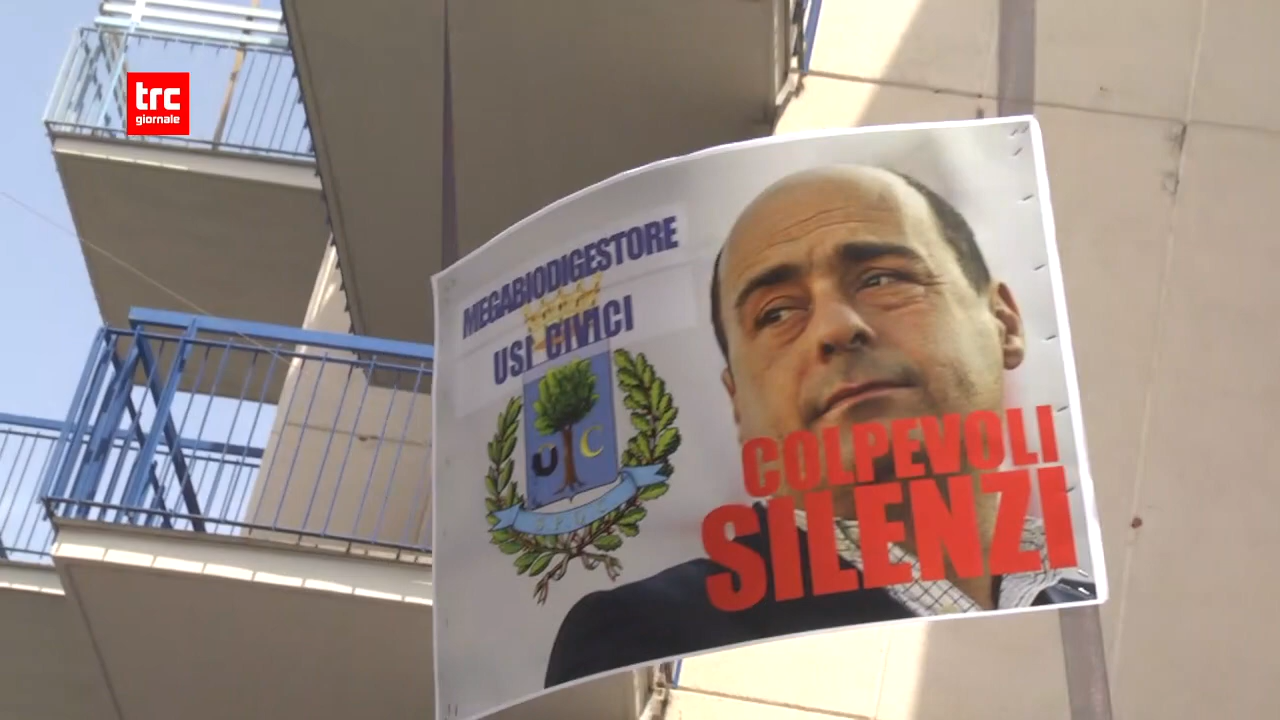 trc
giornale
MEGABIODIGESTORE
USI CIVICI
U C
COLPEVOLI
SILENZI